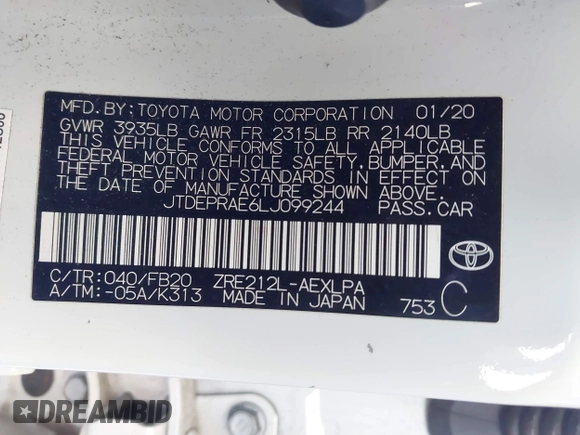 MFD.BY:TOYOTA MOTOR CORPORATION 01/20
GVWR 3935LB GAWR FR 2315LB RR 2140LB
THIS VEHICLE CONFORMS TO ALL APPLICABLE
FEDERAL MOTOR VEHICLE SAFETY,BUMPER,AND
THEFT PREVENTION STANDARDS IN EFFECT ON
THE DATE OF MANUFACTURE SHOWN ABOVE.
JTDEPRAE6LJ099244 PASS.CAR
C/TR:040/FB20 ZRE212L-AEXLPA
A/TM:-05A/K313 MADE IN JAPAN 753 C
DREAMBID